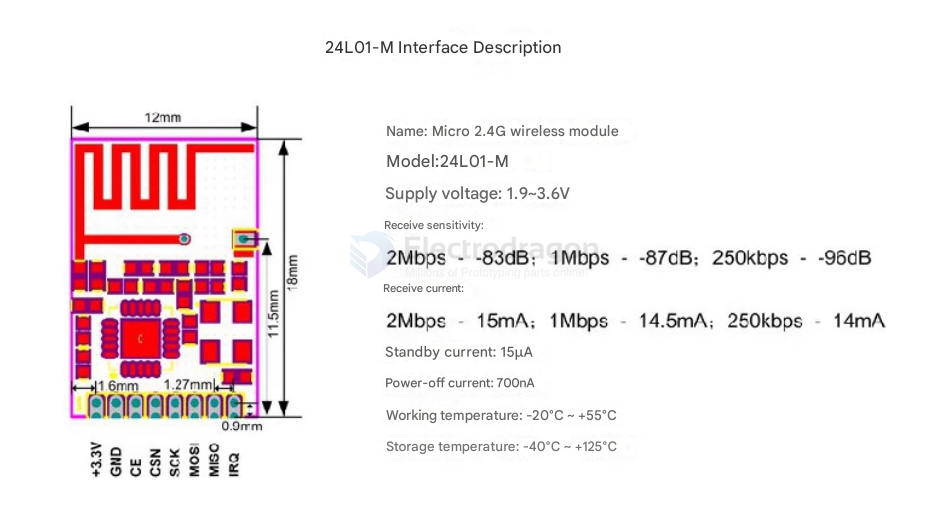 24L01-M Interface Description
12mm
Name: Micro 2.4G wireless module
Model:24L01-M
Supply voltage: 1.9~3.6V
Receive sensitivity:
Electrodragon
2Mbps - -83dB; 1Mbps - -87dB; 250kbps - -96dB
Millions of Prototyping parts online!
Receive current:
18mm
11.5mm
2Mbps - 15mA; 1Mbps - 14.5mA; 250kbps - 14mA
C
Standby current: 15μA
1.6mm 1.27mm
Power-off current: 700nA
Working temperature: -20°C ~ +55°C
0.9mm
Storage temperature: -40°C ~ +125°C
+3.3V
GND
CE
CSN
SCK
MOSI
MISO
IRQ